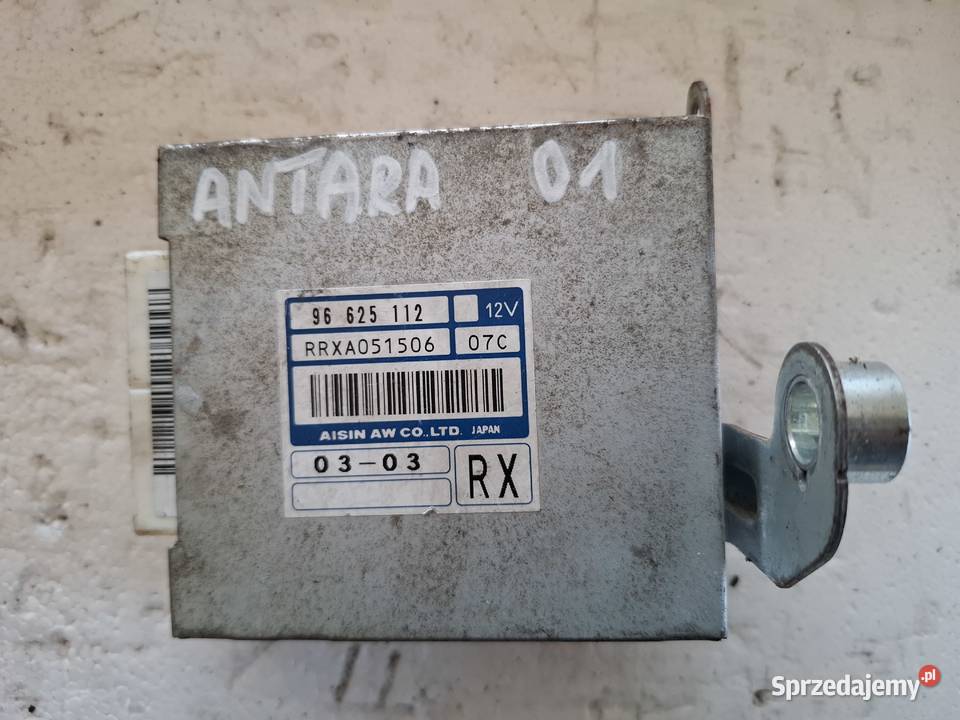 ANTARA 01
96 625 112 12V
RRXA051506 07C
AISIN AW CO.,LTD. JAPAN
03-03
RX
Sprzedajemy.pl